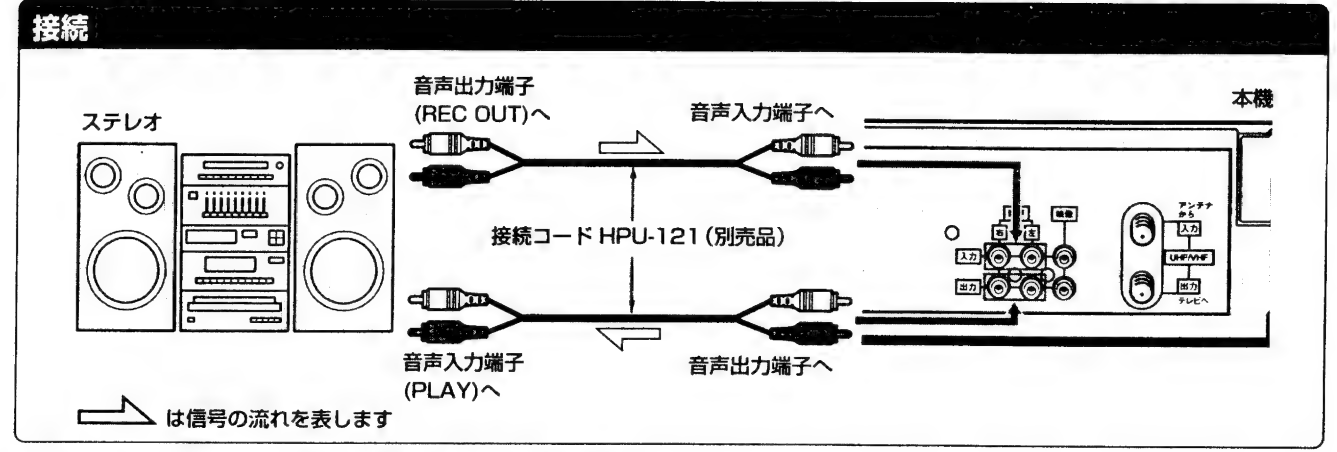 接続
ステレオ
音声出力端子
(REC OUT)へ
音声入力端子へ
本機
接続コード HPU-121(別売品)
音声入力端子
(PLAY)へ
音声出力端子へ
映像
右
左
入力
出力
アンテナ
から
入力
UHF/VHF
出力
テレビへ
は信号の流れを表します